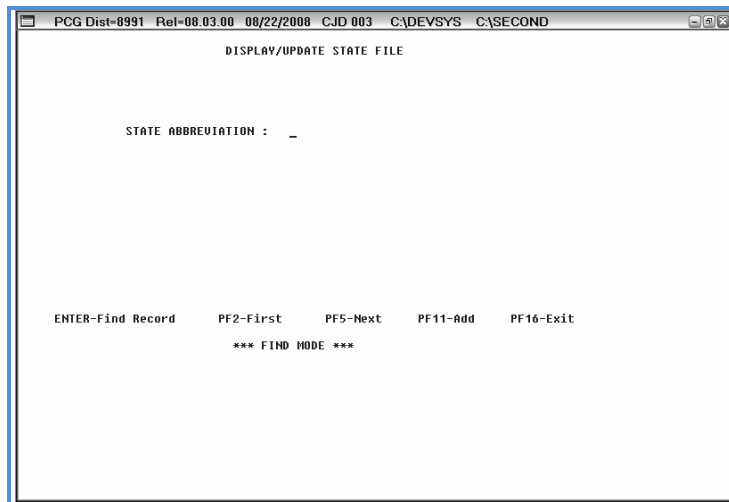 PCG Dist=8991 Rel=08.03.00 08/22/2008 CJD 003 C:\DEVSYS C:\SECOND
DISPLAY/UPDATE STATE FILE
STATE ABBREVIATION : _
ENTER-Find Record PF2-First PF5-Next PF11-Add PF16-Exit
*** FIND MODE ***